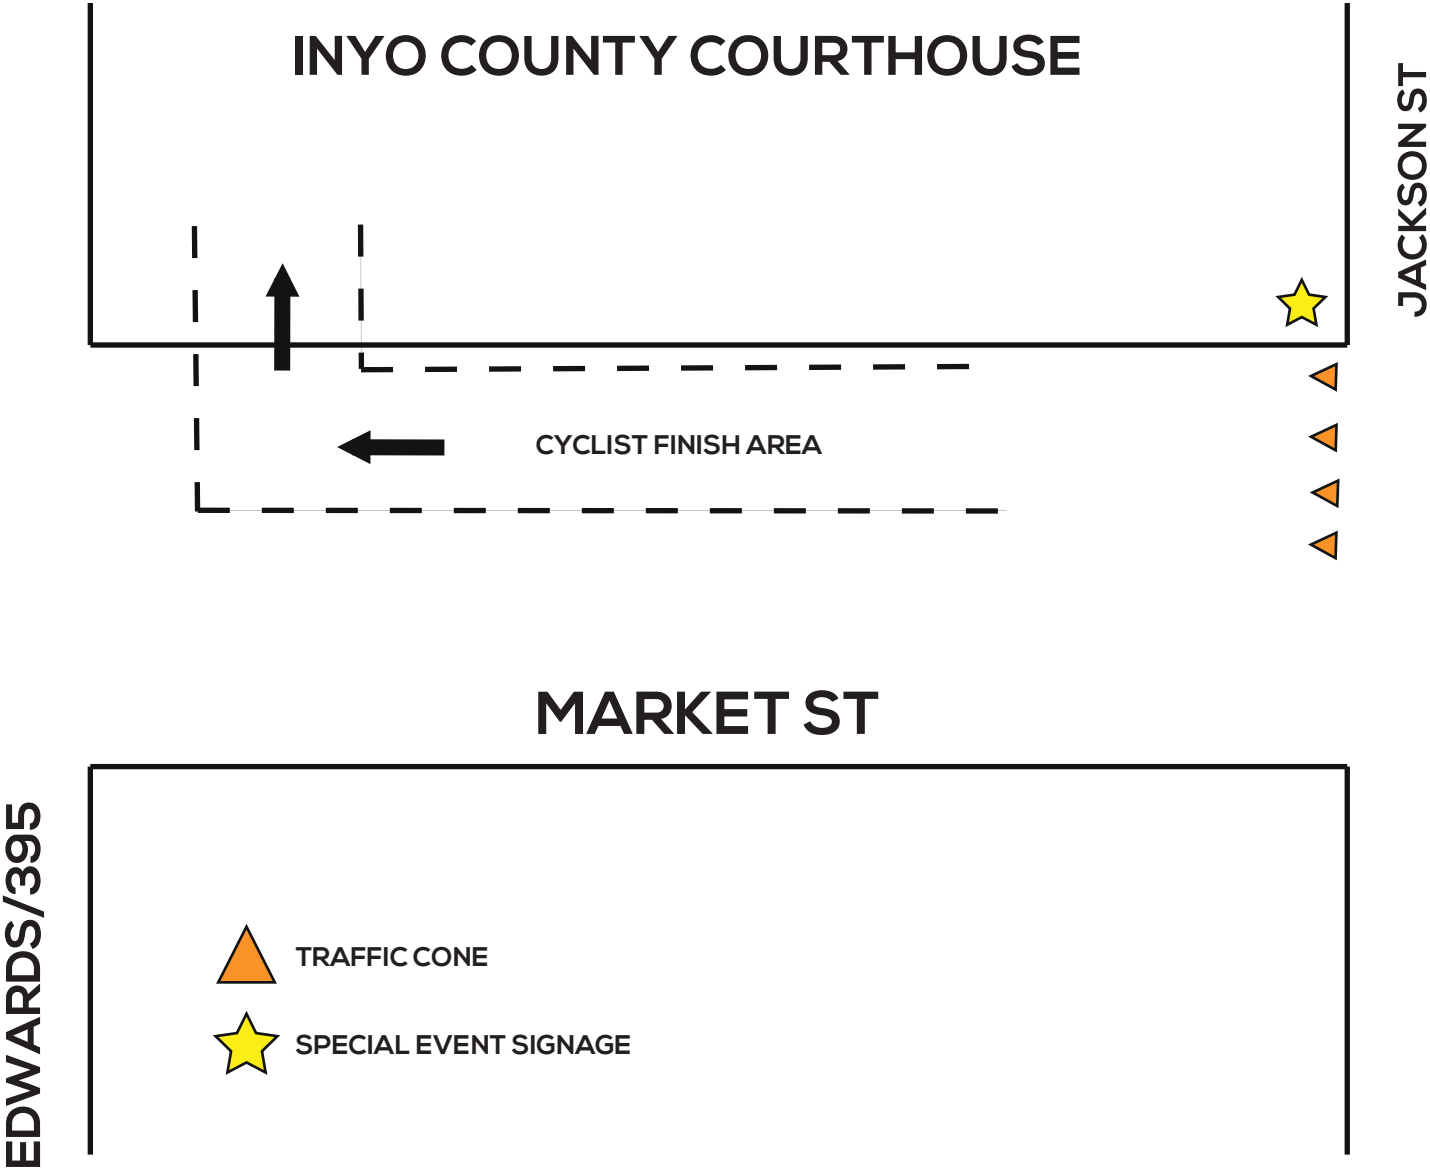 INYO COUNTY COURTHOUSE
JACKSON ST
CYCLIST FINISH AREA
MARKET ST
EDWARDS/395
TRAFFIC CONE
SPECIAL EVENT SIGNAGE